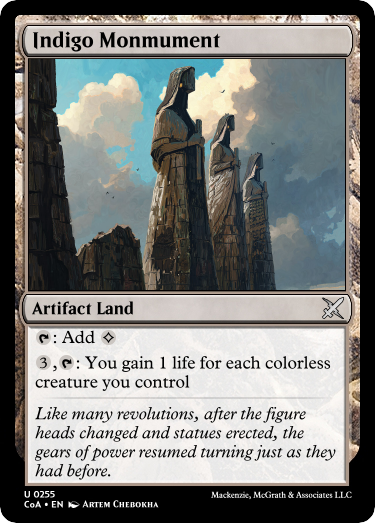 Indigo Monmument
Artifact Land
: Add
3 , : You gain 1 life for each colorless
creature you control
Like many revolutions, after the figure
heads changed and statues erected, the
gears of power resumed turning just as they
had before.
U 0255
CoA • EN Artem Chebokha
Mackenzie, McGrath & Associates LLC